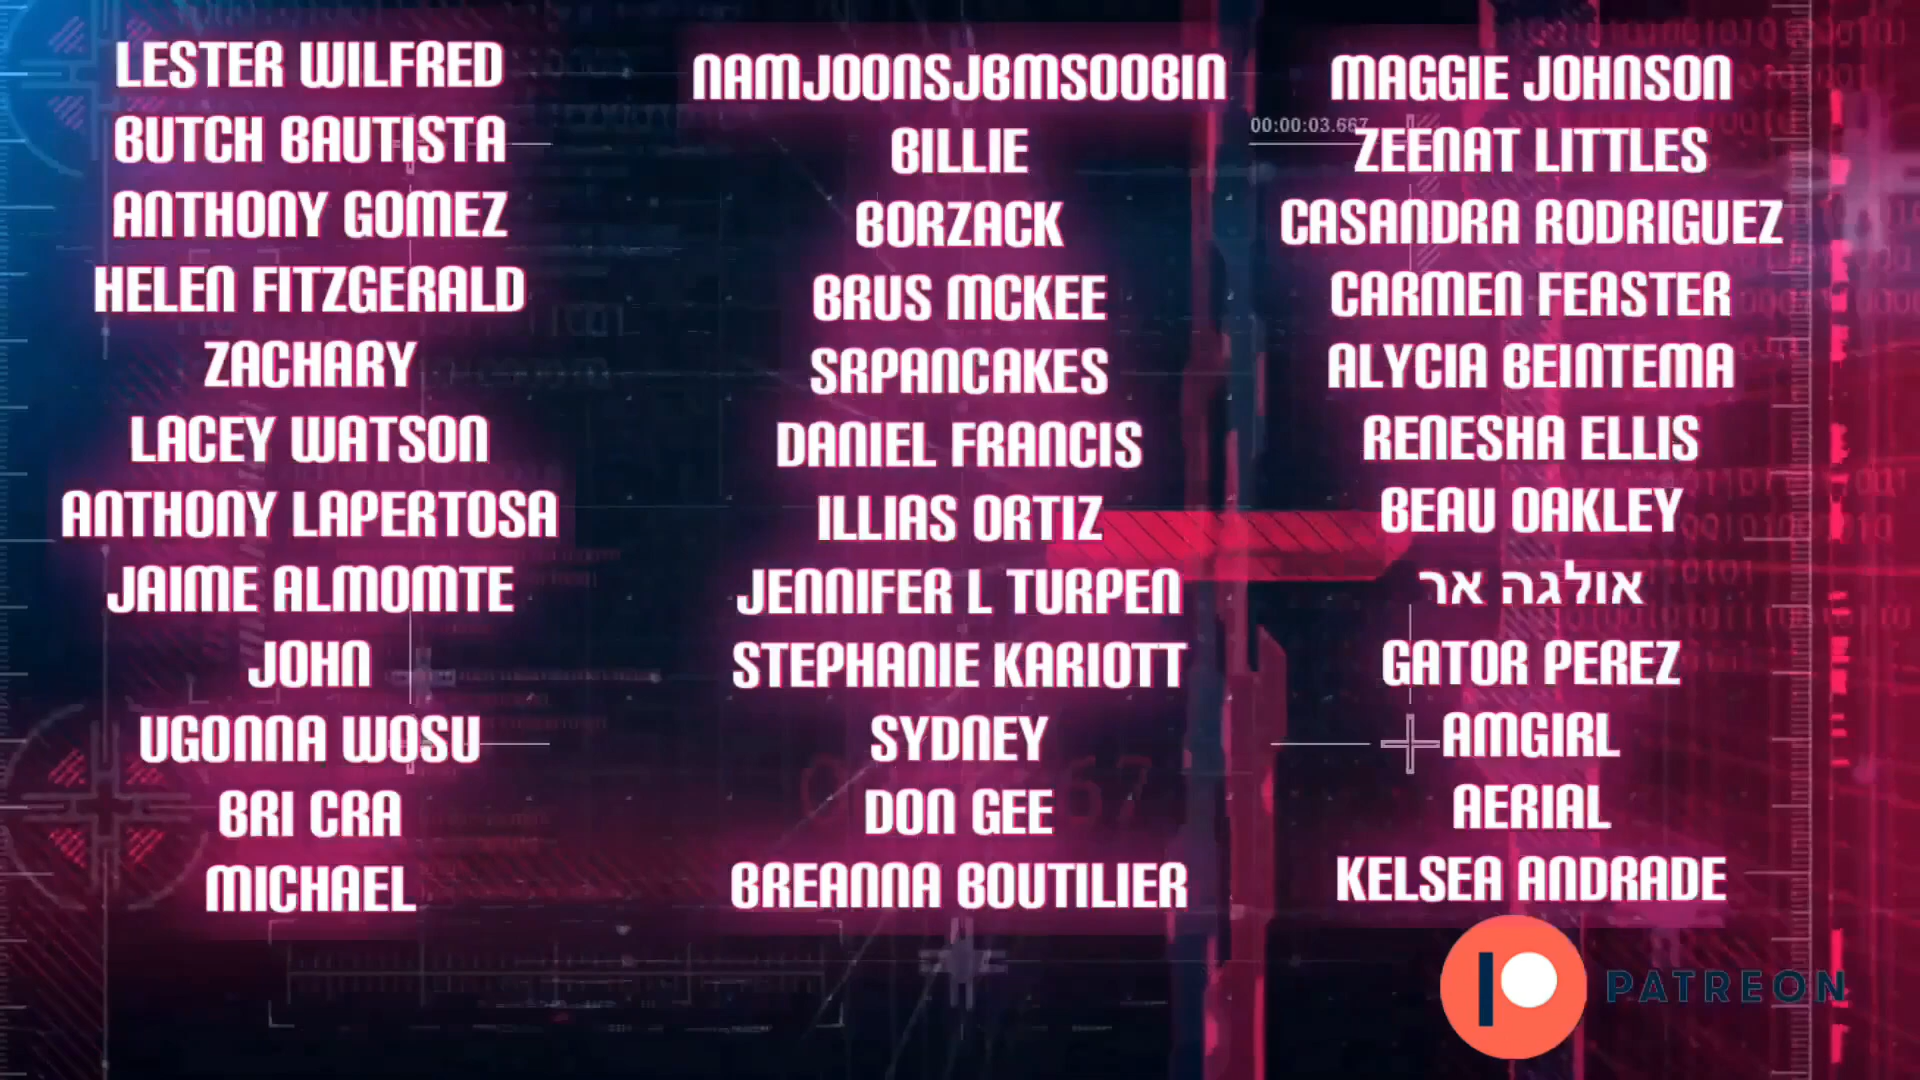 LESTER WILFRED
BUTCH BAUTISTA
ANTHONY GOMEZ
HELEN FITZGERALD
ZACHARY
LACEY WATSON
ANTHONY LAPERTOSA
JAIME ALMOMTE
JOHN
UGONNA WOSU
BRI CRA
MICHAEL
NAMJOONSJBMSOOBIN
BILLIE
BORZACK
BRUS MCKEE
SRPANCAKES
DANIEL FRANCIS
ILLIAS ORTIZ
JENNIFER L TURPEN
STEPHANIE KARIOTT
SYDNEY
DON GEE
BREANNA BOUTILIER
MAGGIE JOHNSON
00:00:03.667
ZEENAT LITTLES
CASANDRA RODRIGUEZ
CARMEN FEASTER
ALYCIA BEINTEMA
RENESHA ELLIS
BEAU OAKLEY
אולגה אר
GATOR PEREZ
AMGIRL
AERIAL
KELSEA ANDRADE
PATREON